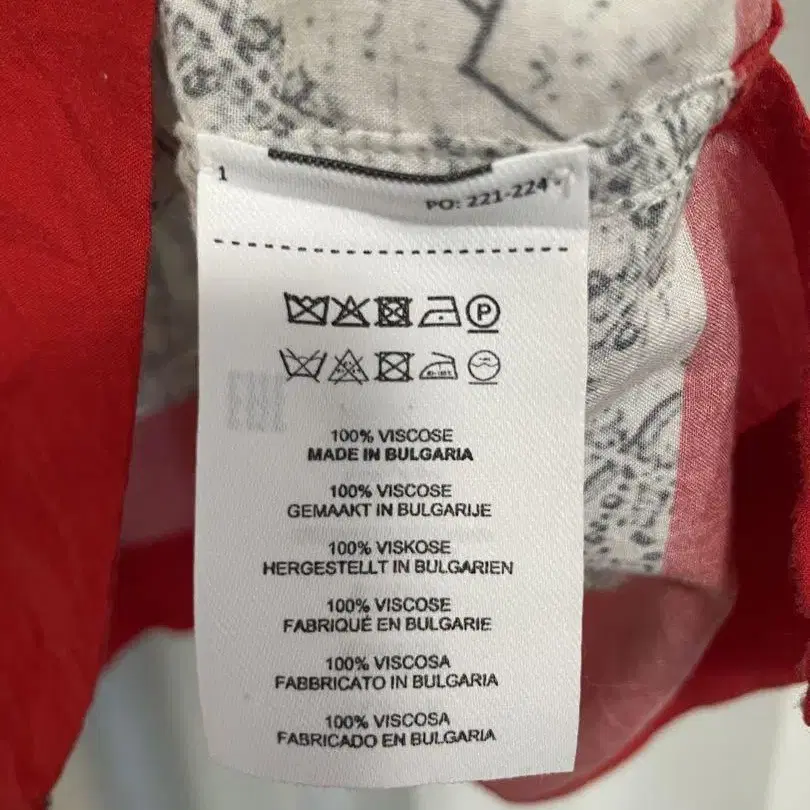 1
PO: 221-224
P
100% VISCOSE
MADE IN BULGARIA
100% VISCOSE
GEMAAKT IN BULGARIJE
100% VISKOSE
HERGESTELLT IN BULGARIEN
100% VISCOSE
FABRIQUÉ EN BULGARIE
100% VISCOSA
FABBRICATO IN BULGARIA
100% VISCOSA
FABRICADO EN BULGARIA